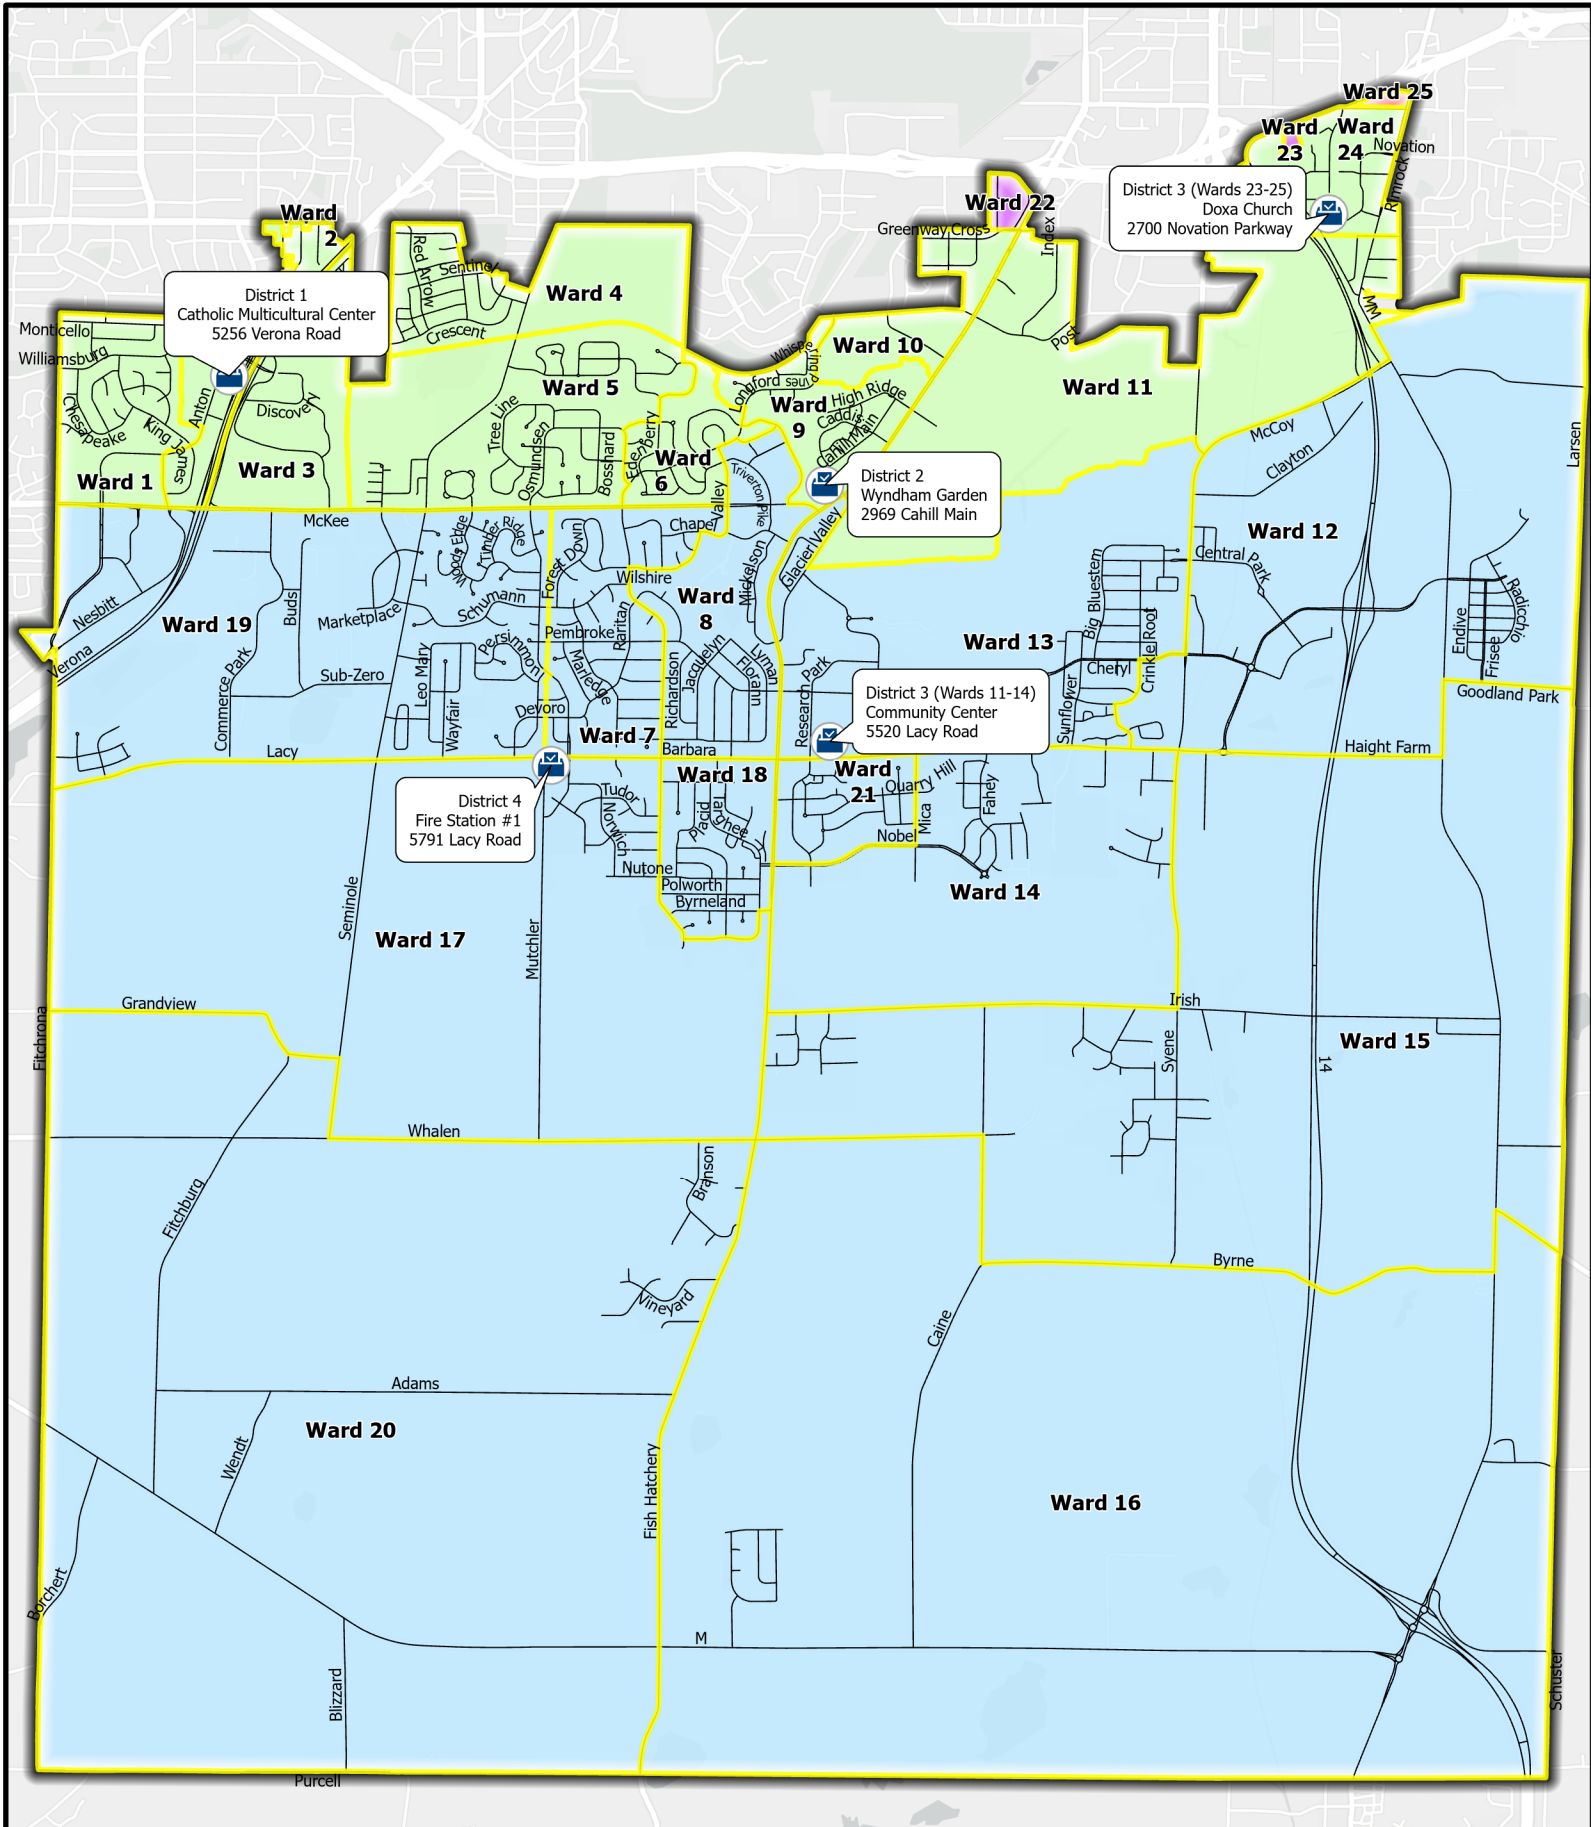 Ward 25
Ward
23
Ward
24
Novation
Rimrock
District 3 (Wards 23-25)
Doxa Church
2700 Novation Parkway
Ward 22
Greenway Cross
Index
Ward
2
Red Arrow
Sentinel
Crescent
Ward 4
District 1
Catholic Multicultural Center
5256 Verona Road
Monticello
Williamsburg
Chesapeake
King James
Anton
Discovery
Ward 1
Ward 3
Ward 5
Tree Line
Osmundsen
Bosshard
Edenberry
Ward
6
Longford
Whispering Pines
Ward 10
Ward
9
High Ridge
Caddis
Cahill Main
Post
Ward 11
MM
McCoy
Clayton
Larsen
District 2
Wyndham Garden
2969 Cahill Main
McKee
Woods Edge
Timber Ridge
Forest Down
Chapel Valley
Triverton Pike
Glacier Valley
Mickelson
Wilshire
Ward
8
Ward 12
Central Park
Big Bluestem
Crinkle Root
Ward 13
Cheryl
Sunflower
Radicchio
Endive
Frisee
Goodland Park
Nesbitt
Verona
Ward 19
Buds
Marketplace
Schumann
Persimmon
Pembroke
Raritan
Marledge
Sub-Zero
Leo Mary
Wayfair
Commerce Park
Devoro
Richardson
Jacquelyn
Florann
Lyman
Research Park
District 3 (Wards 11-14)
Community Center
5520 Lacy Road
Ward 7
Barbara
Lacy
Haight Farm
District 4
Fire Station #1
5791 Lacy Road
Ward 18
Ward
21
Quarry Hill
Fahey
Mica
Nobel
Tudor
Norwich
Placid
Targhee
Nutone
Polworth
Byrneland
Ward 14
Seminole
Ward 17
Mutchler
Fitchrona
Grandview
Irish
Syene
Ward 15
14
Whalen
Fitchburg
Branson
Vineyard
Byrne
Caine
Adams
Ward 20
Wendt
Fish Hatchery
Ward 16
Borchert
M
Blizzard
Schuster
Purcell